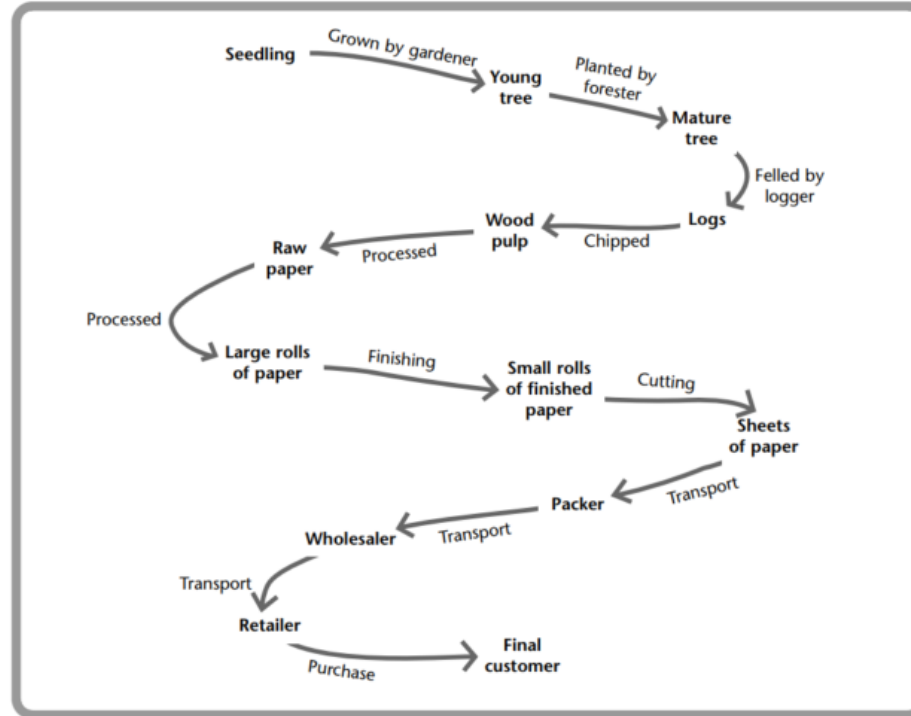 Seedling
Grown by gardener
Young
tree
Planted by
forester
Mature
tree
Felled by
logger
Logs
Chipped
Wood
pulp
Processed
Raw
paper
Processed
Large rolls
of paper
Finishing
Small rolls
of finished
paper
Cutting
Sheets
of paper
Transport
Packer
Transport
Wholesaler
Transport
Retailer
Purchase
Final
customer